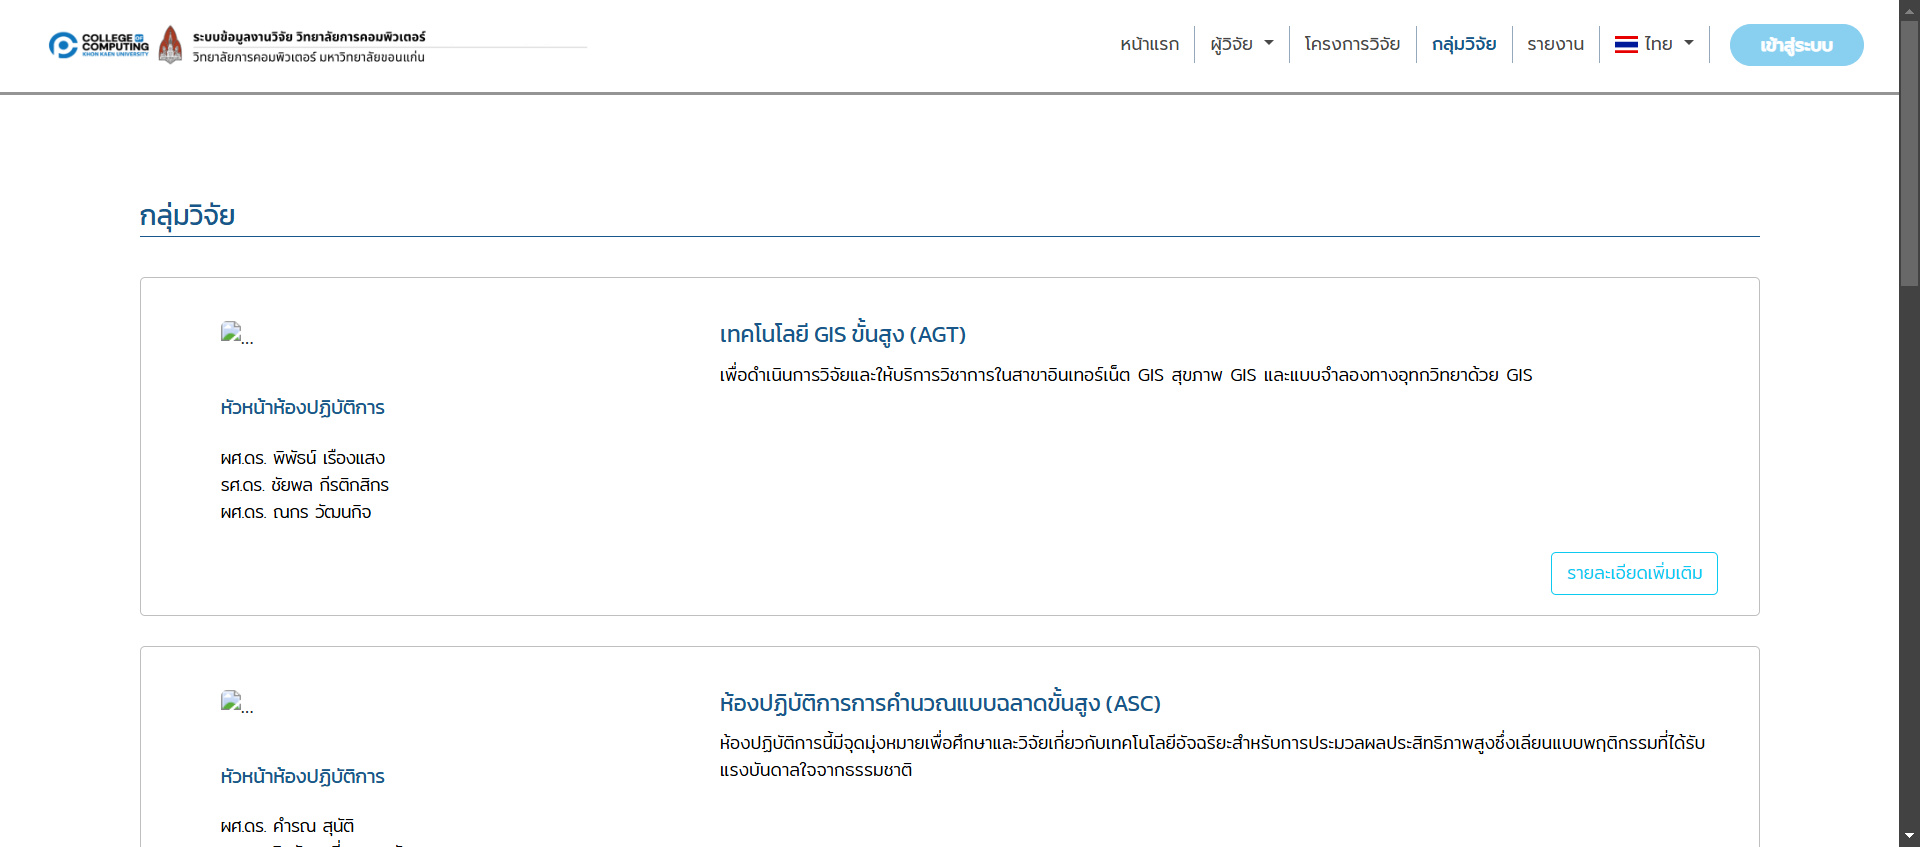 COLLEGE OF
COMPUTING
KHON KAEN UNIVERSITY
ระบบข้อมูลงานวิจัย วิทยาลัยการคอมพิวเตอร์
วิทยาลัยการคอมพิวเตอร์ มหาวิทยาลัยขอนแก่น
หน้าแรก
ผู้วิจัย
โครงการวิจัย
กลุ่มวิจัย
รายงาน
ไทย
เข้าสู่ระบบ
กลุ่มวิจัย
...
หัวหน้าห้องปฏิบัติการ
ผศ.ดร. พิพัธน์ เรืองแสง
รศ.ดร. ชัยพล กีรติกสิกร
ผศ.ดร. ณกร วัฒนกิจ
เทคโนโลยี GIS ขั้นสูง (AGT)
เพื่อดำเนินการวิจัยและให้บริการวิชาการในสาขาอินเทอร์เน็ต GIS สุขภาพ GIS และแบบจำลองทางอุทกวิทยาด้วย GIS
รายละเอียดเพิ่มเติม
...
หัวหน้าห้องปฏิบัติการ
ผศ.ดร. คำรณ สุนัติ
ห้องปฏิบัติการการคำนวณแบบฉลาดขั้นสูง (ASC)
ห้องปฏิบัติการนี้มีจุดมุ่งหมายเพื่อศึกษาและวิจัยเกี่ยวกับเทคโนโลยีอัจฉริยะสำหรับการประมวลผลประสิทธิภาพสูงซึ่งเลียนแบบพฤติกรรมที่ได้รับ
แรงบันดาลใจจากธรรมชาติ